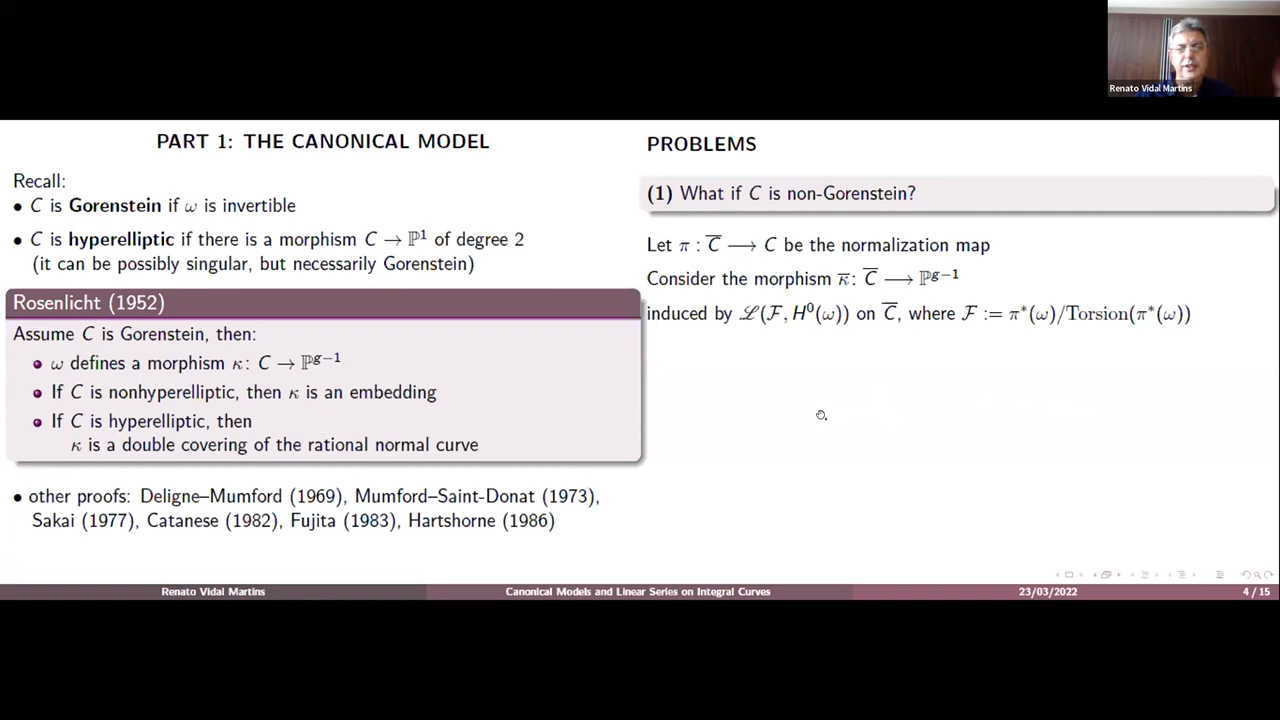 Renato Vidal Martins
PART 1: THE CANONICAL MODEL
Recall:
• C is Gorenstein if ω is invertible
• C is hyperelliptic if there is a morphism C → ℙ¹ of degree 2
(it can be possibly singular, but necessarily Gorenstein)
Rosenlicht (1952)
Assume C is Gorenstein, then:
• ω defines a morphism κ: C → ℙ^{g−1}
• If C is nonhyperelliptic, then κ is an embedding
• If C is hyperelliptic, then
κ is a double covering of the rational normal curve
• other proofs: Deligne–Mumford (1969), Mumford–Saint-Donat (1973),
Sakai (1977), Catanese (1982), Fujita (1983), Hartshorne (1986)
PROBLEMS
(1) What if C is non-Gorenstein?
Let π : C̅ ⟶ C be the normalization map
Consider the morphism κ̅: C̅ ⟶ ℙ^{g−1}
induced by ℒ(ℱ, H⁰(ω)) on C̅, where ℱ := π*(ω)/Torsion(π*(ω))
Renato Vidal Martins
Canonical Models and Linear Series on Integral Curves
23/03/2022
4 / 15